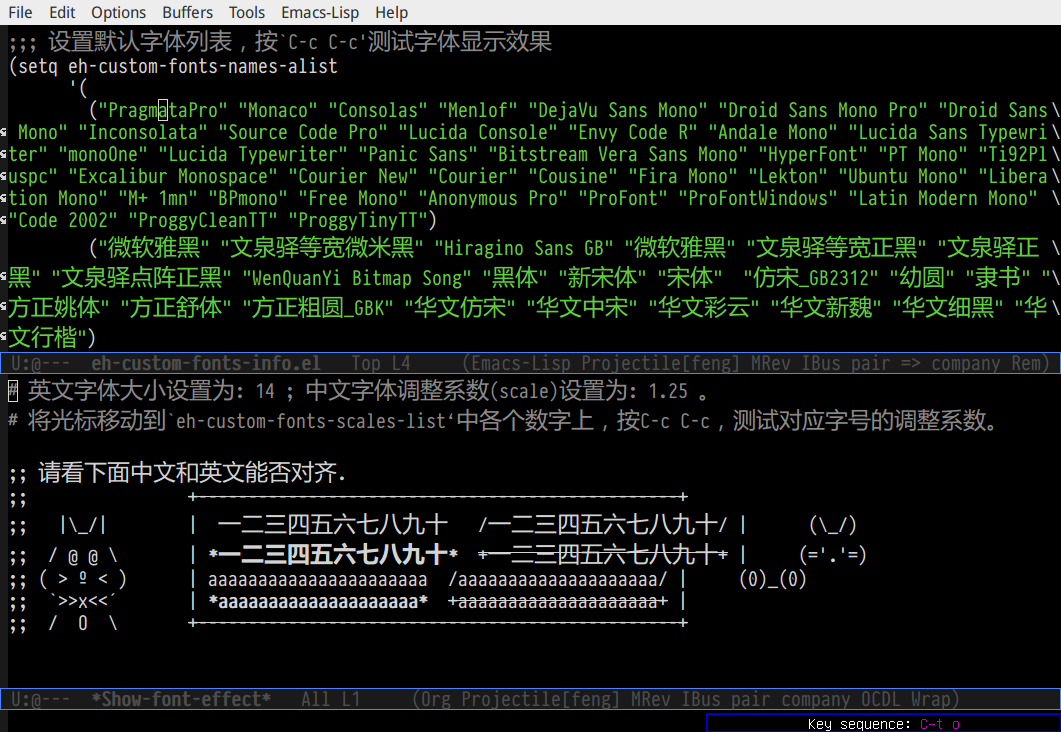 File Edit Options Buffers Tools Emacs-Lisp Help
;;; 设置默认字体列表，按`C-c C-c'测试字体显示效果
(setq eh-custom-fonts-names-alist
'(
("PragmataPro" "Monaco" "Consolas" "Menlof" "DejaVu Sans Mono" "Droid Sans Mono Pro" "Droid Sans\
Mono" "Inconsolata" "Source Code Pro" "Lucida Console" "Envy Code R" "Andale Mono" "Lucida Sans Typewri\
ter" "monoOne" "Lucida Typewriter" "Panic Sans" "Bitstream Vera Sans Mono" "HyperFont" "PT Mono" "Ti92Pl\
uspc" "Excalibur Monospace" "Courier New" "Courier" "Cousine" "Fira Mono" "Lekton" "Ubuntu Mono" "Libera\
tion Mono" "M+ 1mn" "BPmono" "Free Mono" "Anonymous Pro" "ProFont" "ProFontWindows" "Latin Modern Mono" \
"Code 2002" "ProggyCleanTT" "ProggyTinyTT")
("微软雅黑" "文泉驿等宽微米黑" "Hiragino Sans GB" "微软雅黑" "文泉驿等宽正黑" "文泉驿正\
黑" "文泉驿点阵正黑" "WenQuanYi Bitmap Song" "黑体" "新宋体" "宋体" "仿宋_GB2312" "幼圆" "隶书" "\
方正姚体" "方正舒体" "方正粗圆_GBK" "华文仿宋" "华文中宋" "华文彩云" "华文新魏" "华文细黑" "华\
文行楷")
U:@--- eh-custom-fonts-info.el Top L4 (Emacs-Lisp Projectile[feng] MRev IBus pair => company Rem)
# 英文字体大小设置为: 14 ；中文字体调整系数(scale)设置为: 1.25 。
# 将光标移动到`eh-custom-fonts-scales-list‘中各个数字上，按C-c C-c，测试对应字号的调整系数。
;; 请看下面中文和英文能否对齐.
;; +------------------------------------------------+
;; |\_/| | 一二三四五六七八九十 /一二三四五六七八九十/ | (\_/)
;; / @ @ \ | *一二三四五六七八九十* +一二三四五六七八九十+ | (='.'=)
;; ( > º < ) | aaaaaaaaaaaaaaaaaaaaaa /aaaaaaaaaaaaaaaaaaaa/ | (0)_(0)
;; `>>x<<´ | *aaaaaaaaaaaaaaaaaaaa* +aaaaaaaaaaaaaaaaaaaa+ |
;; / O \ +------------------------------------------------+
U:@--- *Show-font-effect* All L1 (Org Projectile[feng] MRev IBus pair company OCDL Wrap)
Key sequence: C-t o